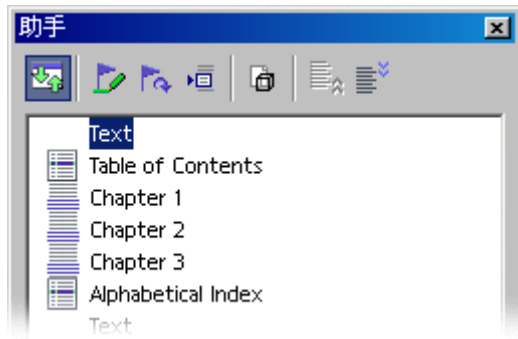 助手
Text
Table of Contents
Chapter 1
Chapter 2
Chapter 3
Alphabetical Index
Text